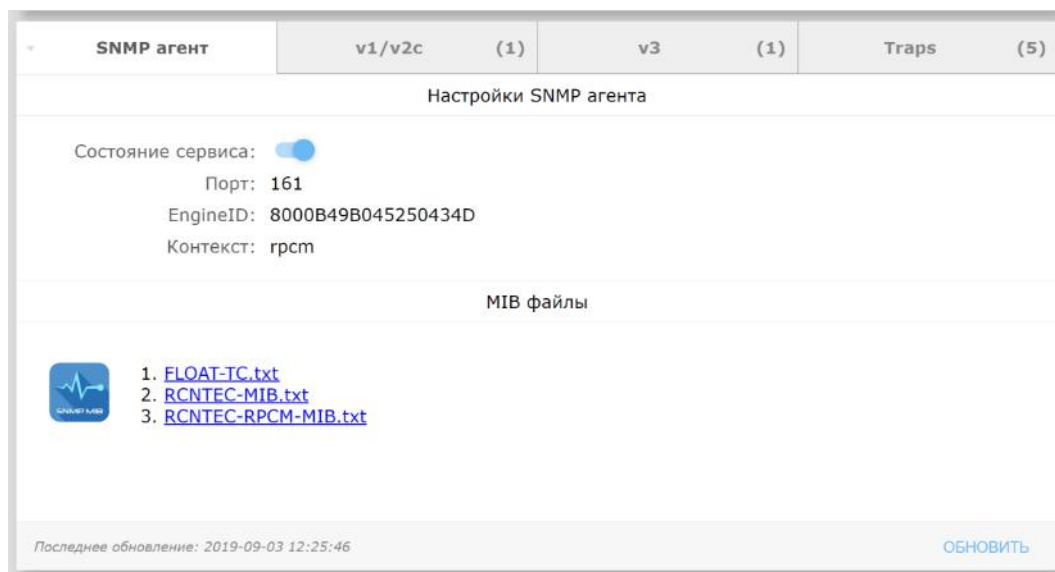 SNMP агент
v1/v2c (1)
v3 (1)
Traps (5)
Настройки SNMP агента
Состояние сервиса:
Порт: 161
EngineID: 8000B49B045250434D
Контекст: rpcm
MIB файлы
SNMP MIB
1. FLOAT-TC.txt
2. RCNTEC-MIB.txt
3. RCNTEC-RPCM-MIB.txt
Последнее обновление: 2019-09-03 12:25:46
ОБНОВИТЬ